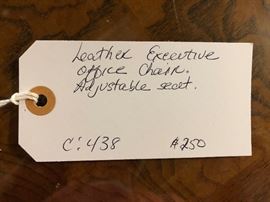 Leather Executive
office Chair.
Adjustable seat.
C:438 $250